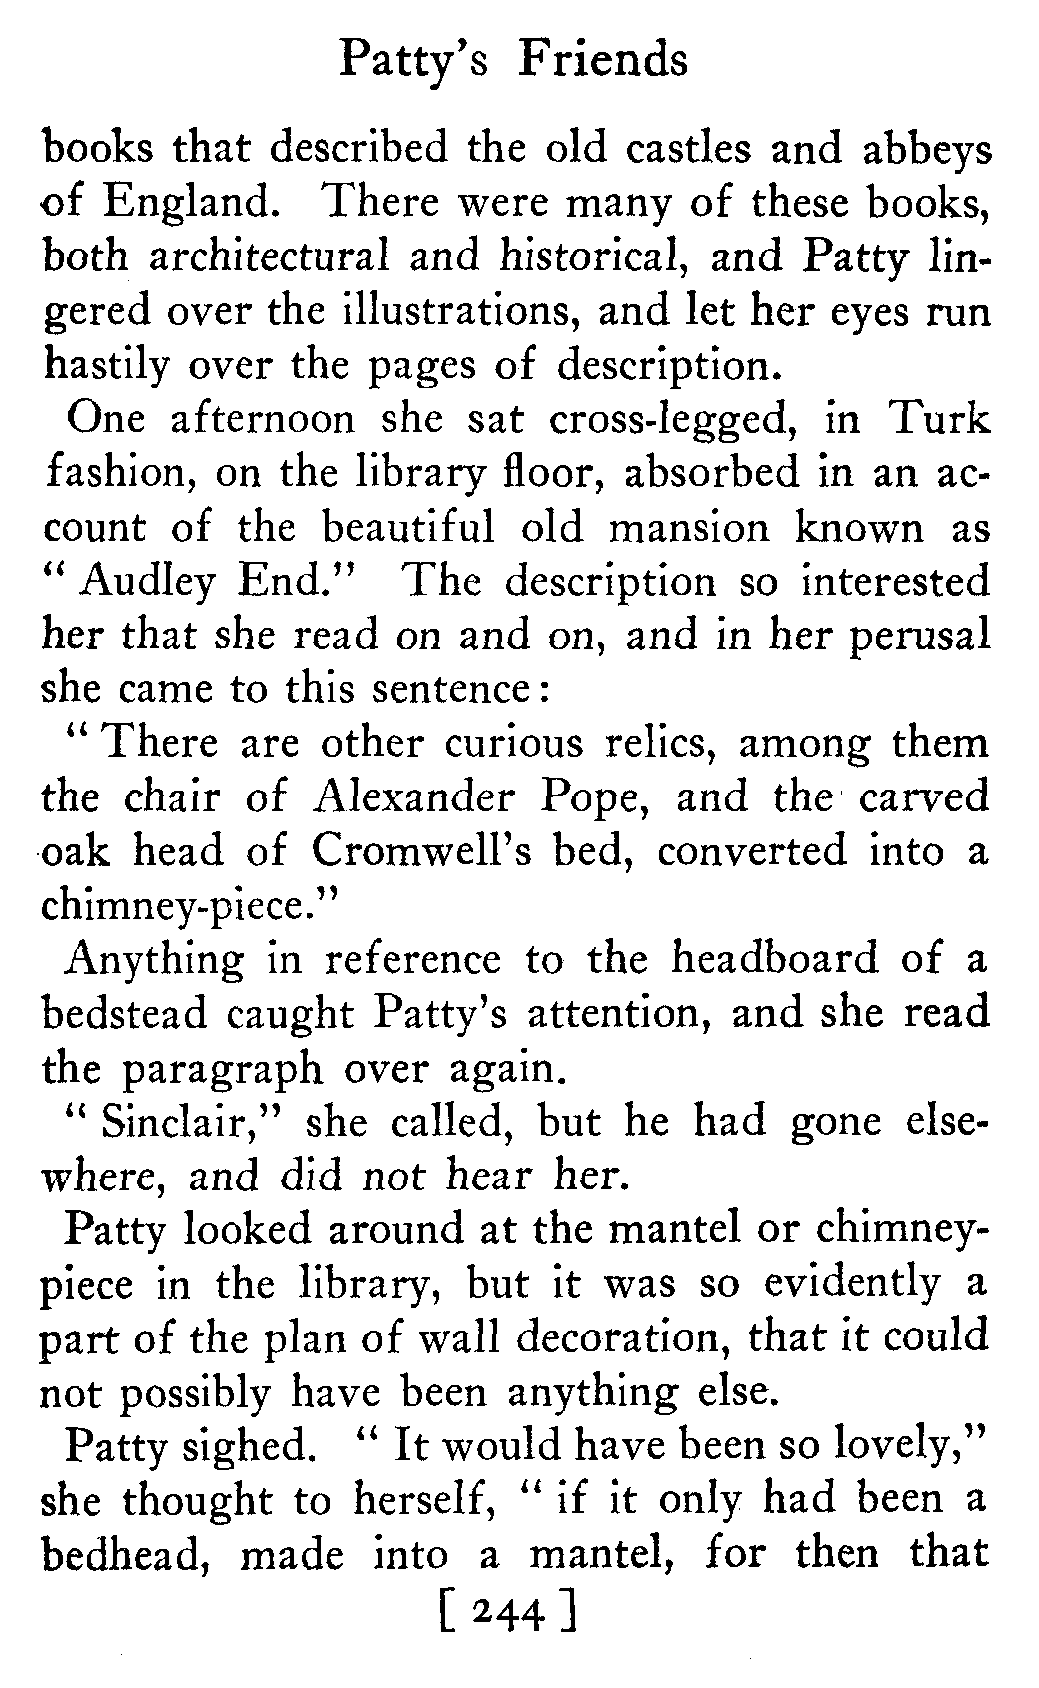 Patty's Friends
books that described the old castles and abbeys
of England. There were many of these books,
both architectural and historical, and Patty lin-
gered over the illustrations, and let her eyes run
hastily over the pages of description.
One afternoon she sat cross-legged, in Turk
fashion, on the library floor, absorbed in an ac-
count of the beautiful old mansion known as
" Audley End." The description so interested
her that she read on and on, and in her perusal
she came to this sentence:
" There are other curious relics, among them
the chair of Alexander Pope, and the carved
oak head of Cromwell's bed, converted into a
chimney-piece."
Anything in reference to the headboard of a
bedstead caught Patty's attention, and she read
the paragraph over again.
" Sinclair," she called, but he had gone else-
where, and did not hear her.
Patty looked around at the mantel or chimney-
piece in the library, but it was so evidently a
part of the plan of wall decoration, that it could
not possibly have been anything else.
Patty sighed. " It would have been so lovely,"
she thought to herself, " if it only had been a
bedhead, made into a mantel, for then that
[ 244 ]